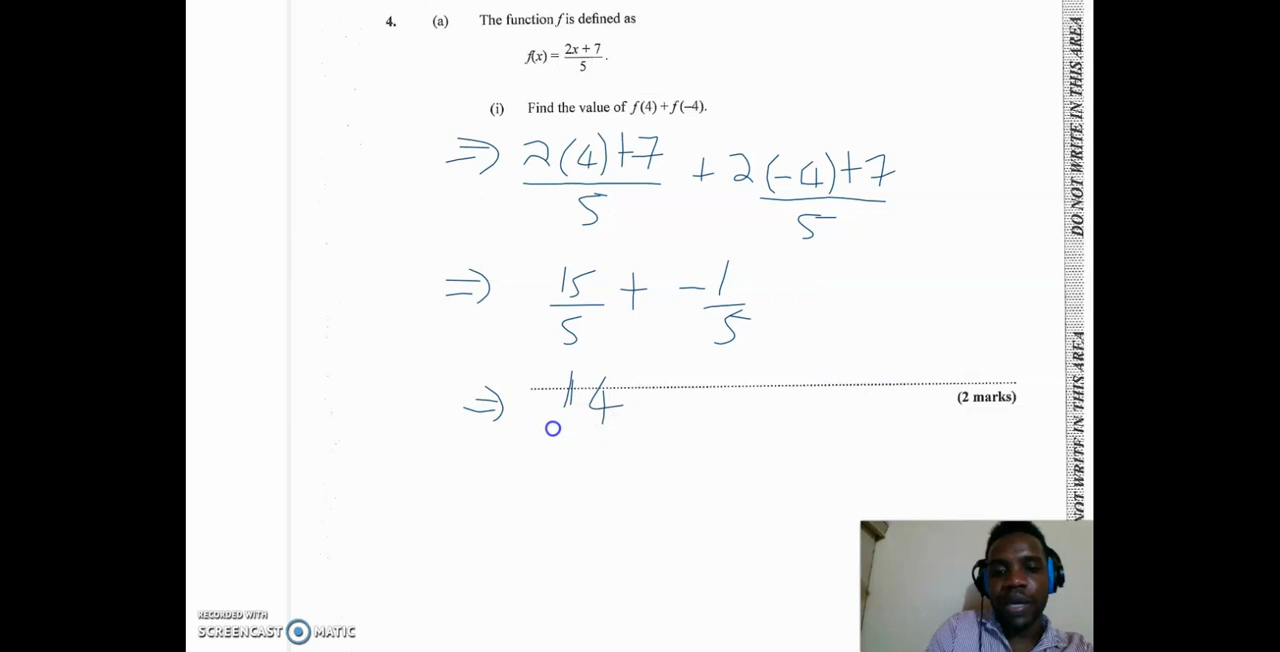 4. (a) The function f is defined as
f(x) = 2x + 7 / 5 .
(i) Find the value of f(4) + f(–4).
⇒ 2(4)+7 / 5 + 2(-4)+7 / 5
⇒ 15 / 5 + -1 / 5
⇒ 14
(2 marks)
DO NOT WRITE IN THIS AREA
NOT WRITE IN THIS AREA
RECORDED WITH
SCREENCAST MATIC